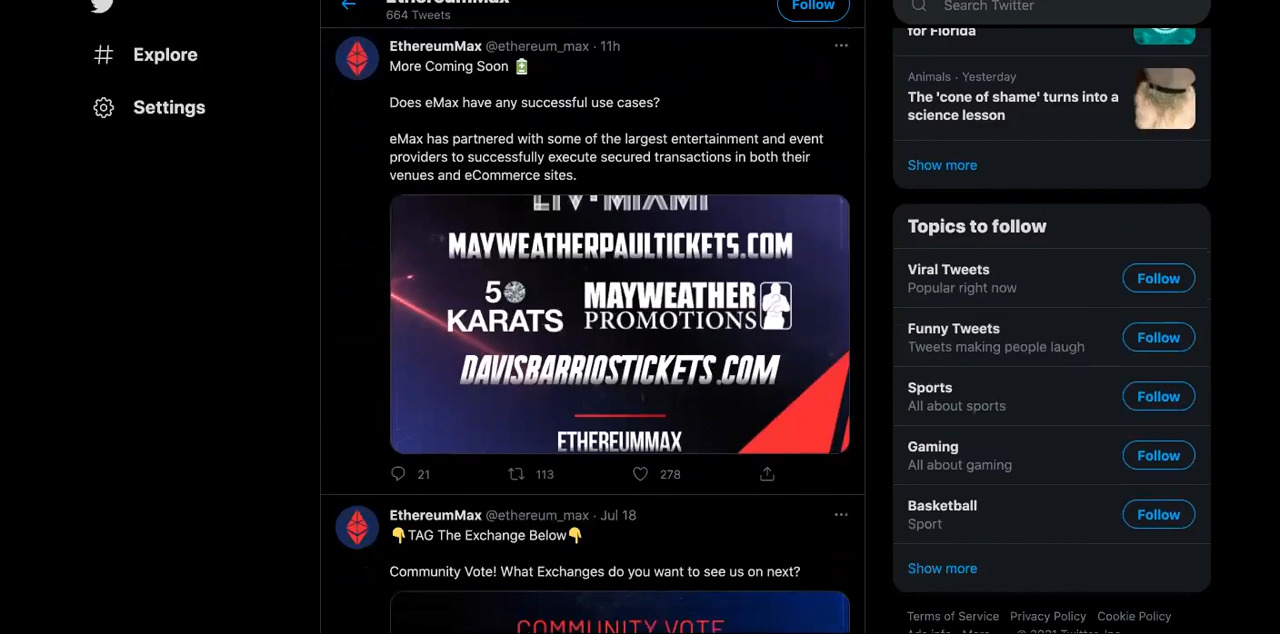 EthereumMax
664 Tweets
Follow
Search Twitter
Explore
Settings
EthereumMax @ethereum_max · 11h
More Coming Soon 🔋
Does eMax have any successful use cases?
eMax has partnered with some of the largest entertainment and event
providers to successfully execute secured transactions in both their
venues and eCommerce sites.
LIV·MIAMI
MAYWEATHERPAULTICKETS.COM
50 KARATS
MAYWEATHER PROMOTIONS
DAVISBARRIOSTICKETS.COM
ETHEREUMMAX
21
113
278
EthereumMax @ethereum_max · Jul 18
👇TAG The Exchange Below👇
Community Vote! What Exchanges do you want to see us on next?
COMMUNITY VOTE
for Florida
Animals · Yesterday
The 'cone of shame' turns into a
science lesson
Show more
Topics to follow
Viral Tweets
Popular right now
Follow
Funny Tweets
Tweets making people laugh
Follow
Sports
All about sports
Follow
Gaming
All about gaming
Follow
Basketball
Sport
Follow
Show more
Terms of Service Privacy Policy Cookie Policy
Ads info More © 2021 Twitter, Inc.